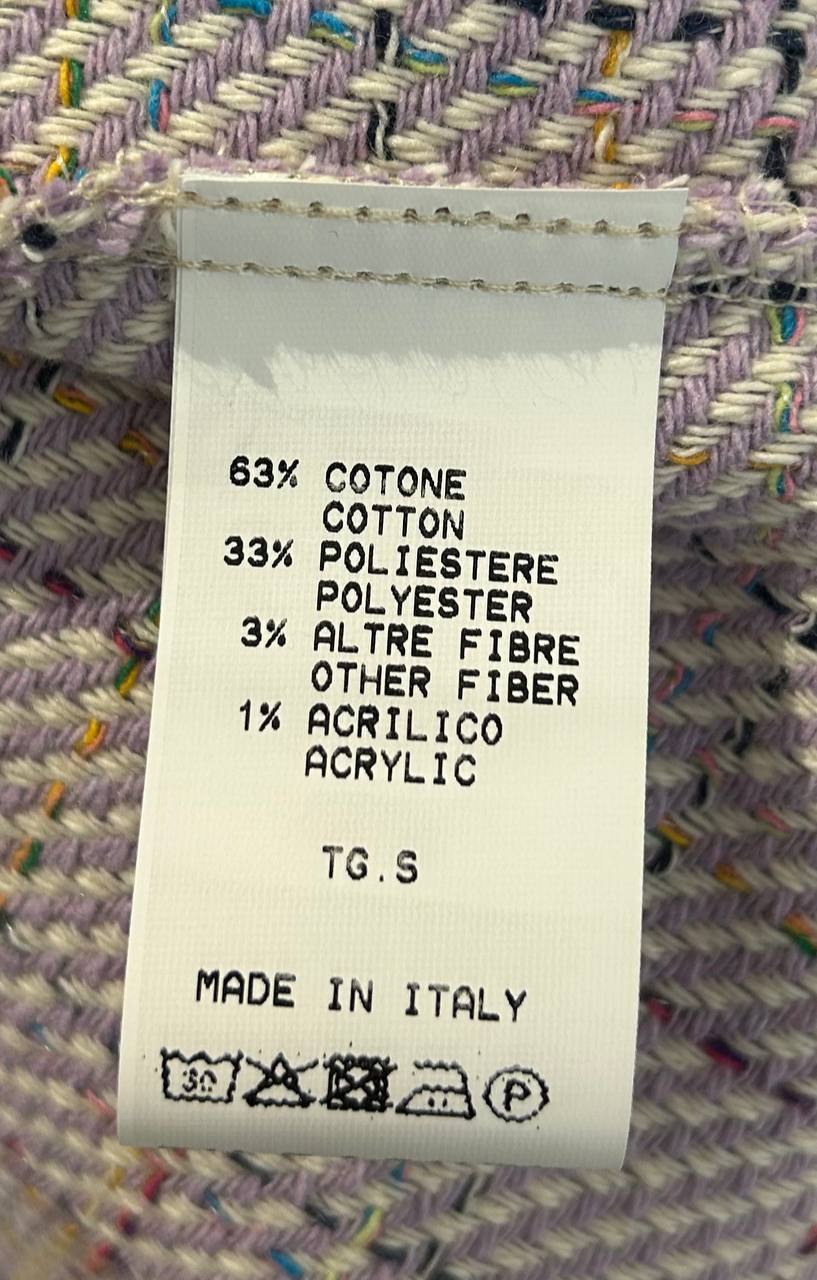 63% COTONE
COTTON
33% POLIESTERE
POLYESTER
3% ALTRE FIBRE
OTHER FIBER
1% ACRILICO
ACRYLIC
TG.S
MADE IN ITALY
30 P